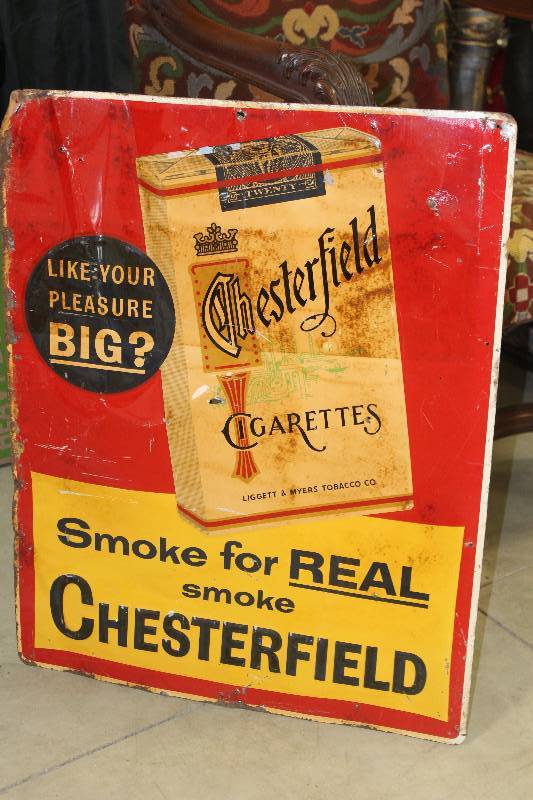 TWENTY
LIKE YOUR
PLEASURE
BIG?
Chesterfield
CIGARETTES
LIGGETT & MYERS TOBACCO CO.
Smoke for REAL
smoke
CHESTERFIELD